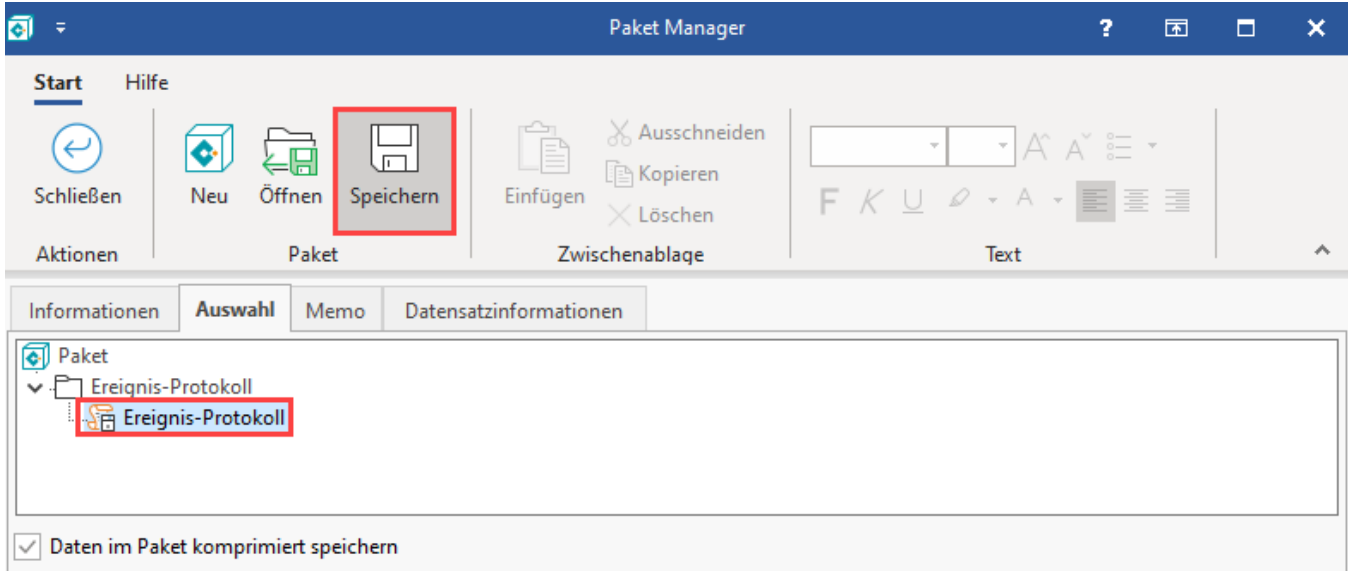 Paket Manager
?
Start Hilfe
Ausschneiden
Kopieren
Schließen Neu Öffnen Speichern Einfügen
Löschen
F K U A
Aktionen Paket Zwischenablage Text
Informationen Auswahl Memo Datensatzinformationen
Paket
Ereignis-Protokoll
Ereignis-Protokoll
Daten im Paket komprimiert speichern